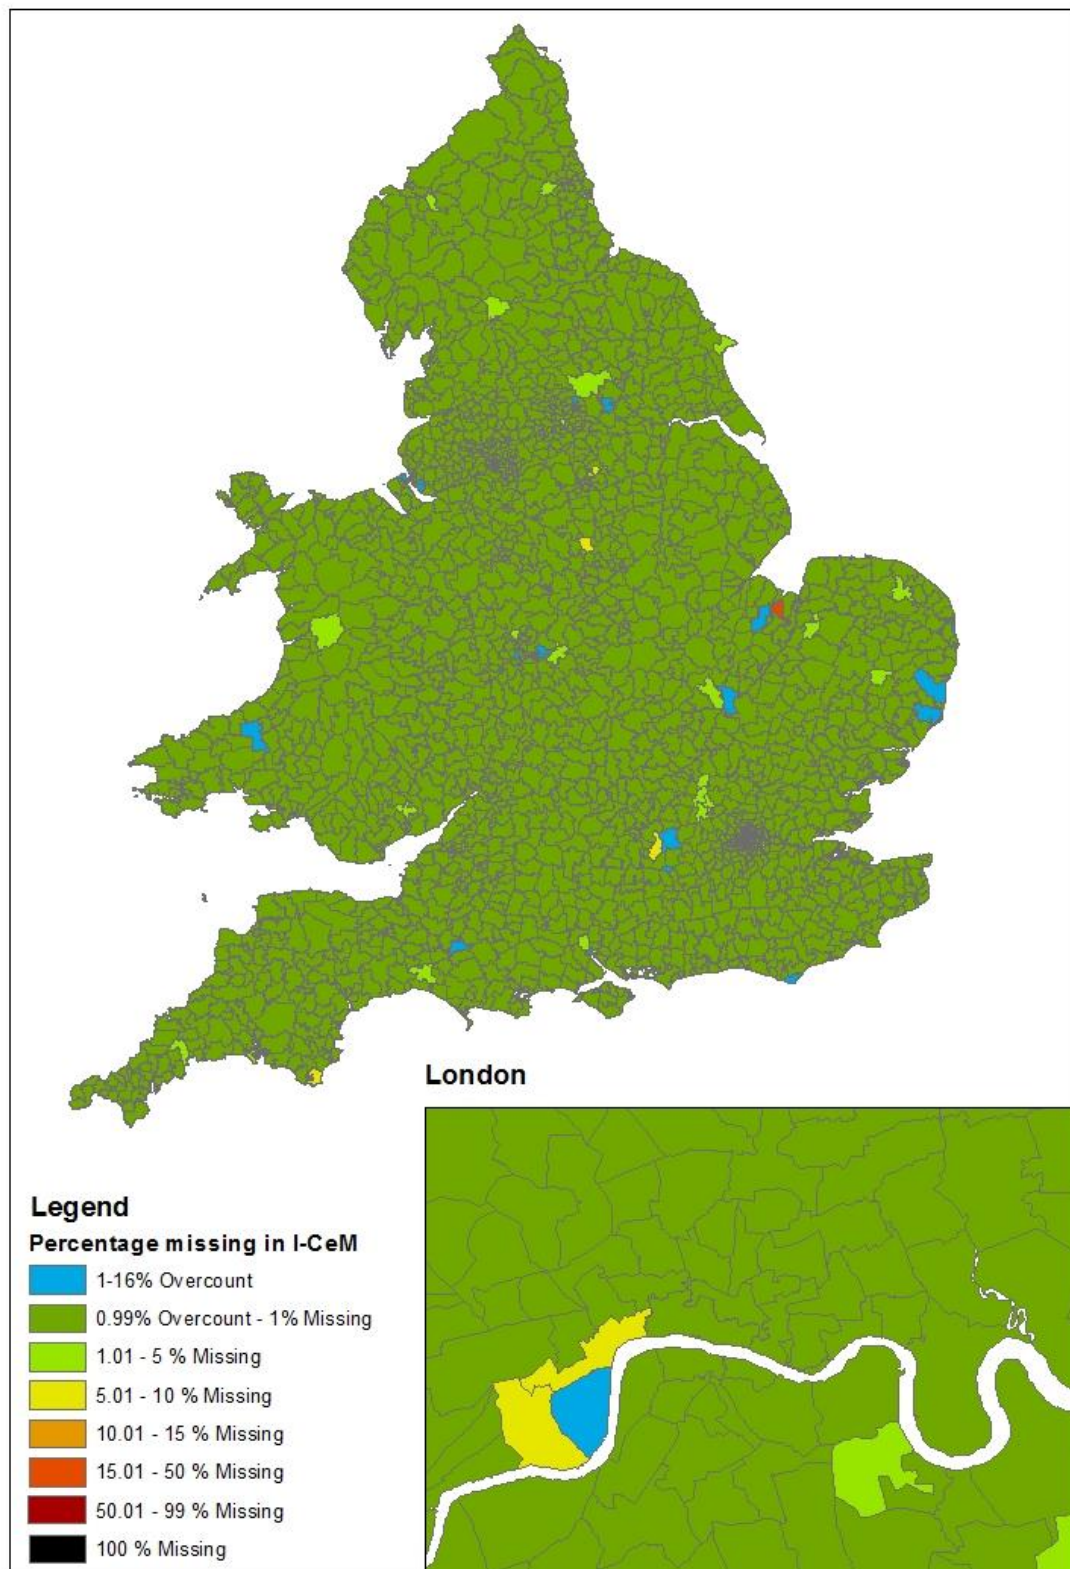 London
Legend
Percentage missing in I-CeM
1-16% Overcount
0.99% Overcount - 1% Missing
1.01 - 5 % Missing
5.01 - 10 % Missing
10.01 - 15 % Missing
15.01 - 50 % Missing
50.01 - 99 % Missing
100 % Missing